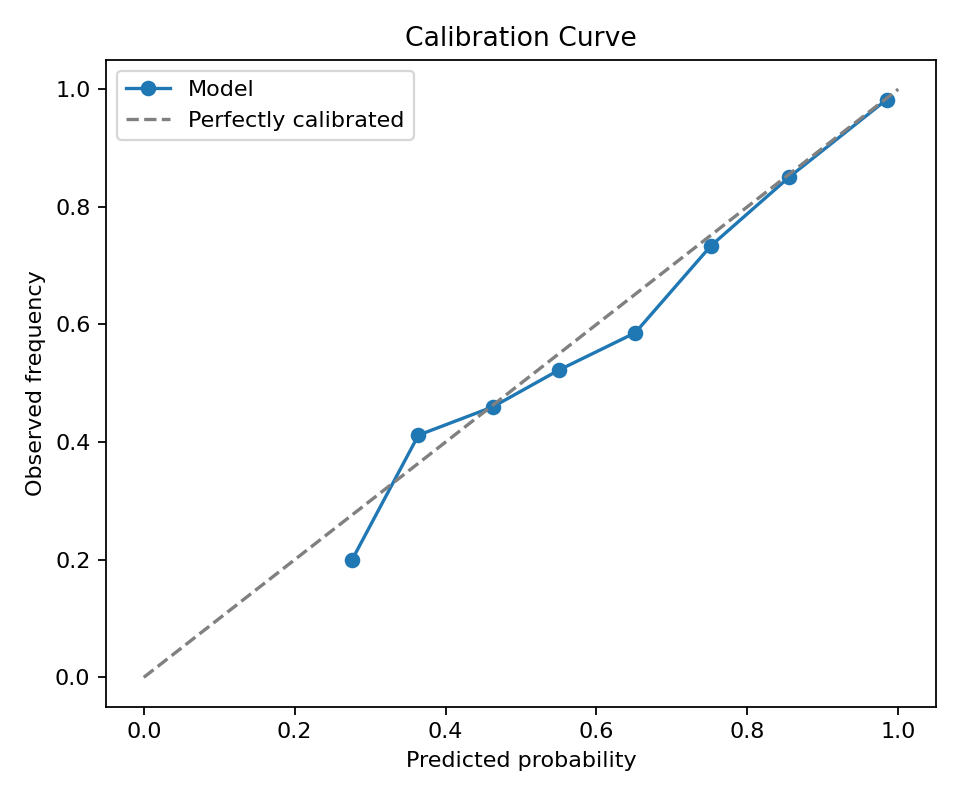 Calibration Curve
Model
Perfectly calibrated
1.0
0.8
0.6
0.4
0.2
0.0
Observed frequency
0.0 0.2 0.4 0.6 0.8 1.0
Predicted probability